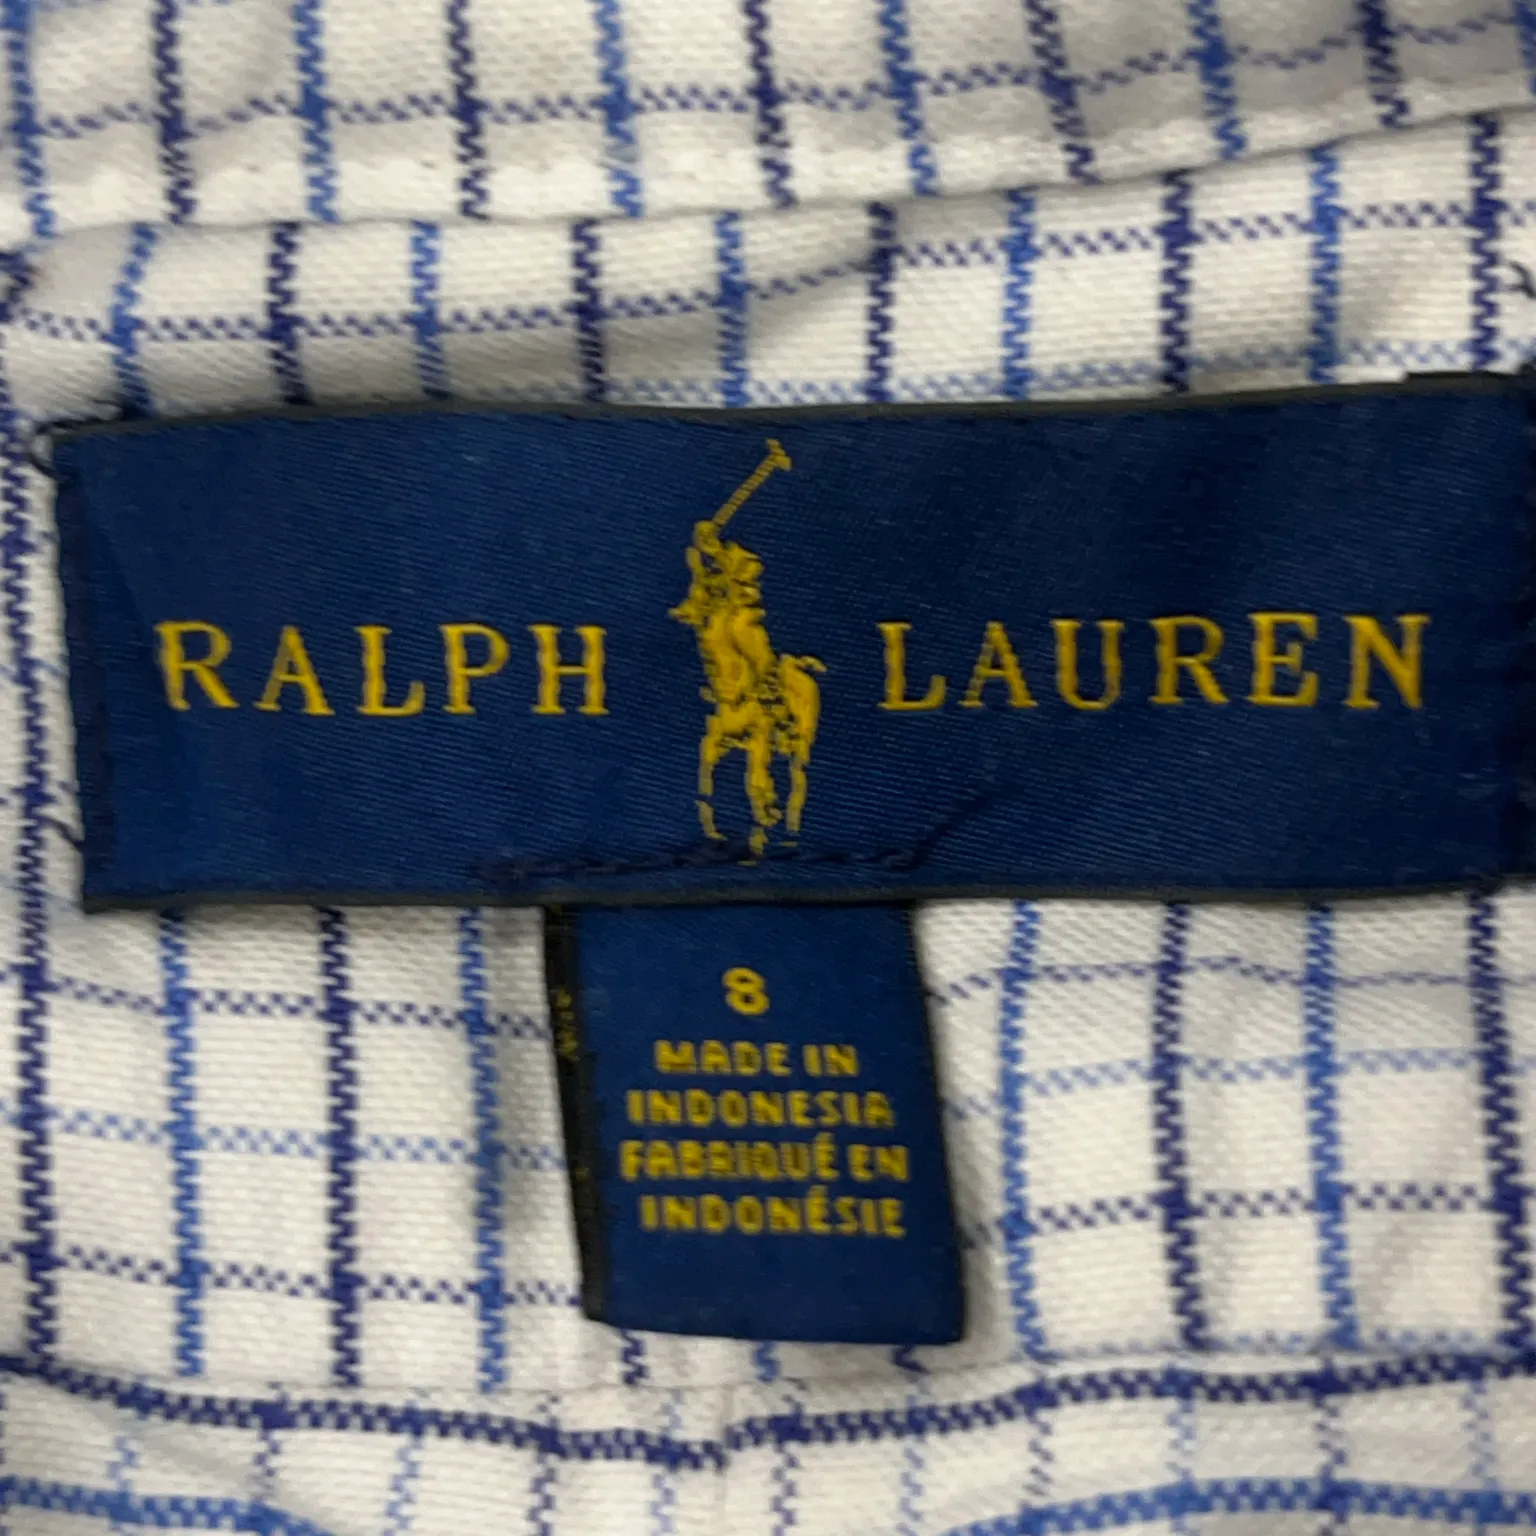 RALPH LAUREN
8
MADE IN
INDONESIA
FABRIQUÉ EN
INDONÉSIE